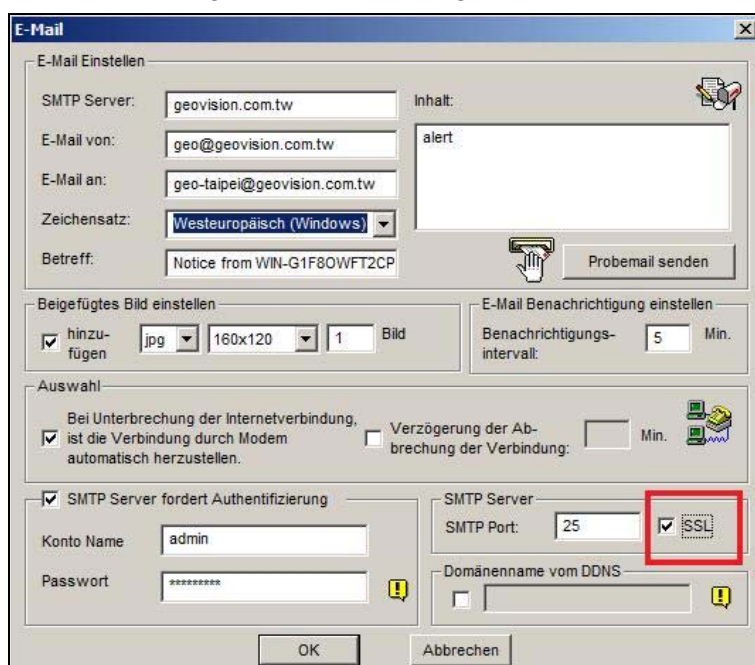 E-Mail
E-Mail Einstellen
SMTP Server:
geovision.com.tw
E-Mail von:
geo@geovision.com.tw
E-Mail an:
geo-taipei@geovision.com.tw
Zeichensatz:
Westeuropäisch (Windows)
Betreff:
Notice from WIN-G1F8OWFT2CP
Inhalt:
alert
Probemail senden
Beigefügtes Bild einstellen
hinzu-
fügen
jpg
160x120
1
Bild
E-Mail Benachrichtigung einstellen
Benachrichtigungs-
intervall:
5
Min.
Auswahl
Bei Unterbrechung der Internetverbindung,
ist die Verbindung durch Modem
automatisch herzustellen.
Verzögerung der Ab-
brechung der Verbindung:
Min.
SMTP Server fordert Authentifizierung
Konto Name
admin
Passwort
*********
SMTP Server
SMTP Port:
25
SSL
Domänenname vom DDNS
OK
Abbrechen